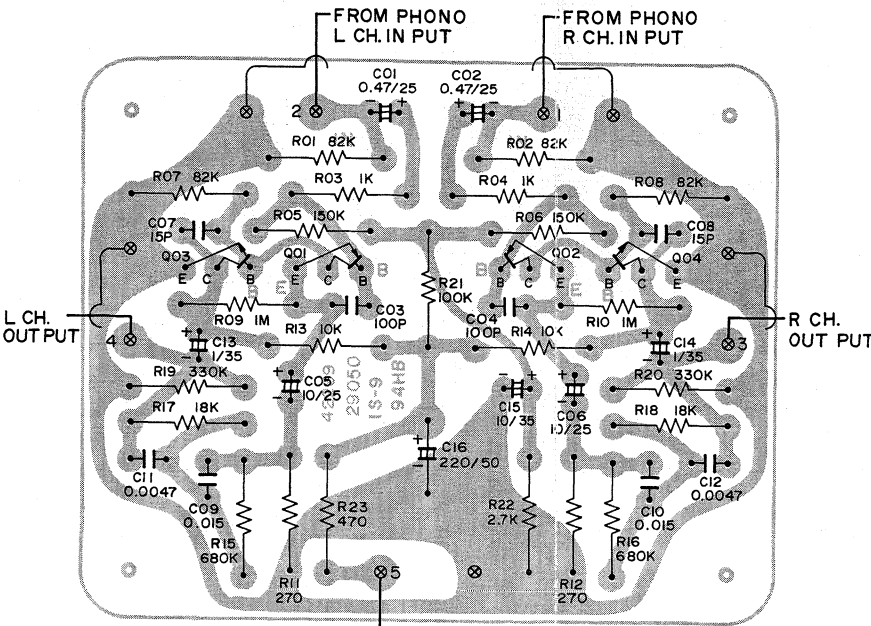 FROM PHONO
L CH. IN PUT
FROM PHONO
R CH. IN PUT
C01
0.47/25
C02
0.47/25
2
1
R01 82K
R02 82K
R07 82K
R03 1K
R04 1K
R08 82K
R05 150K
R06 150K
C07
15P
C08
15P
Q03
Q01
Q02
Q04
E C B
E C B
B
B
B C E
B C E
R21
100K
E
E
R09 1M
C03
100P
C04
100P
R10 1M
L CH.
OUT PUT
R CH.
OUT PUT
4
3
C13
1/35
R13 10K
R14 10K
C14
1/35
R19 330K
C05
10/25
29050
IS-9
94HB
C15
10/35
C06
10/25
R20 330K
R17 18K
R18 18K
C16
220/50
C11
0.0047
C12
0.0047
C09
0.015
C10
0.015
R23
470
R22
2.7K
R15
680K
R16
680K
R11
270
R12
270
5